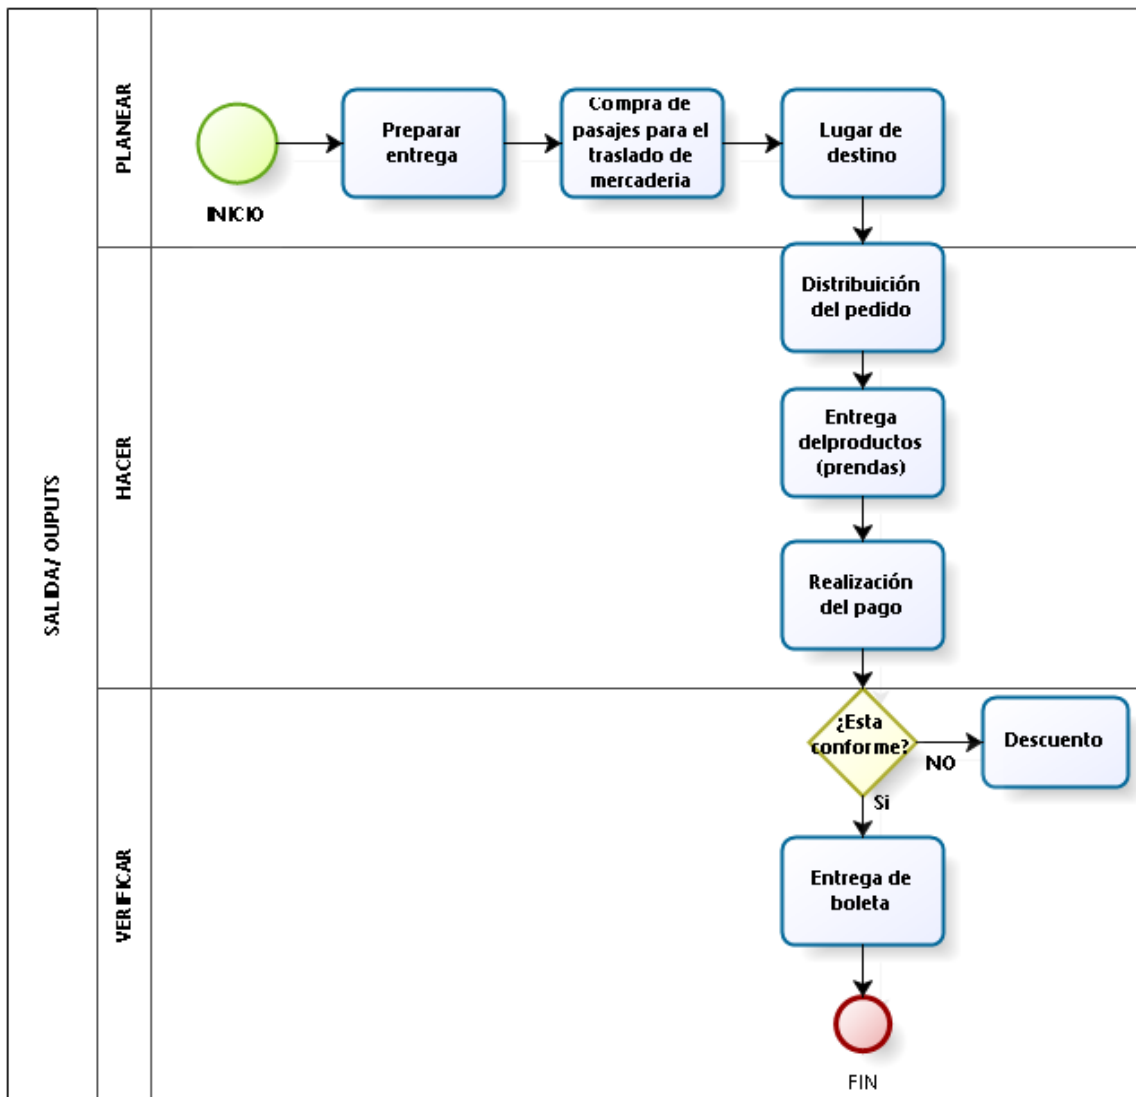 SALIDA/ OUPUTS
PLANEAR
INICIO
Preparar
entrega
Compra de
pasajes para el
traslado de
mercaderia
Lugar de
destino
HACER
Distribuición
del pedido
Entrega
delproductos
(prendas)
Realización
del pago
VERIFICAR
¿Esta
conforme?
NO
Descuento
Si
Entrega de
boleta
FIN